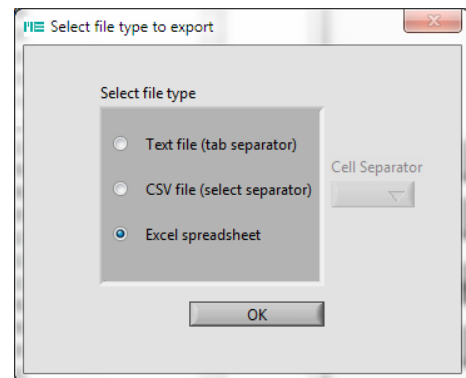 Select file type to export
Select file type
Text file (tab separator)
Cell Separator
CSV file (select separator)
Excel spreadsheet
OK